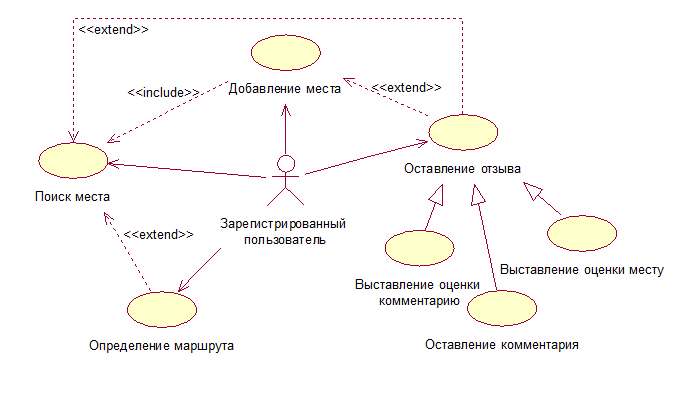 <<extend>>
Добавление места
<<include>>
<<extend>>
Оставление отзыва
Поиск места
Зарегистрированный
пользователь
<<extend>>
Выставление оценки месту
Выставление оценки
комментарию
Определение маршрута
Оставление комментария